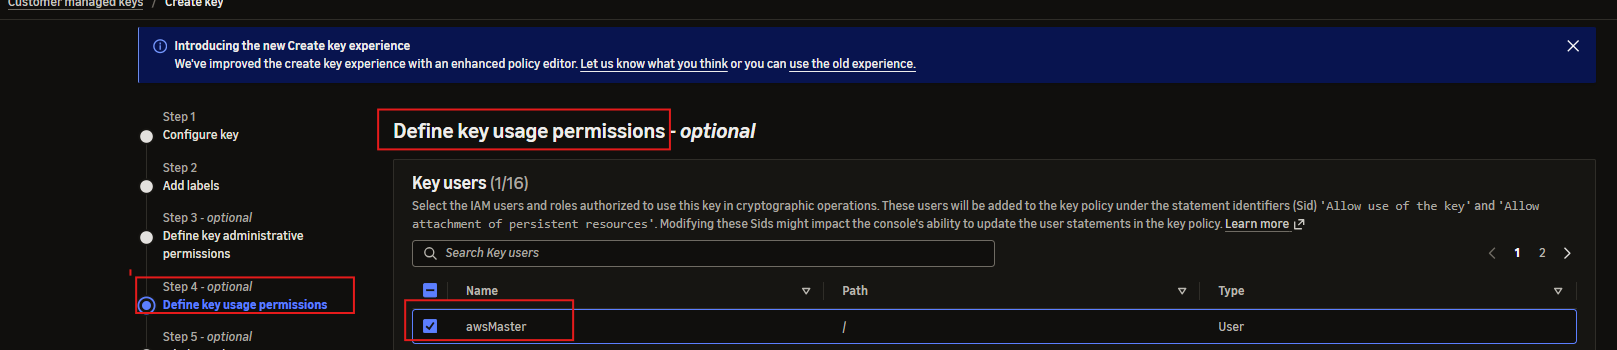 Customer managed keys / Create key
Introducing the new Create key experience
We've improved the create key experience with an enhanced policy editor. Let us know what you think or you can use the old experience.
Step 1
Configure key
Step 2
Add labels
Step 3 - optional
Define key administrative
permissions
Step 4 - optional
Define key usage permissions
Step 5 - optional
Define key usage permissions - optional
Key users (1/16)
Select the IAM users and roles authorized to use this key in cryptographic operations. These users will be added to the key policy under the statement identifiers (Sid) 'Allow use of the key' and 'Allow
attachment of persistent resources'. Modifying these Sids might impact the console's ability to update the user statements in the key policy. Learn more
Search Key users
1 2
Name Path Type
awsMaster / User